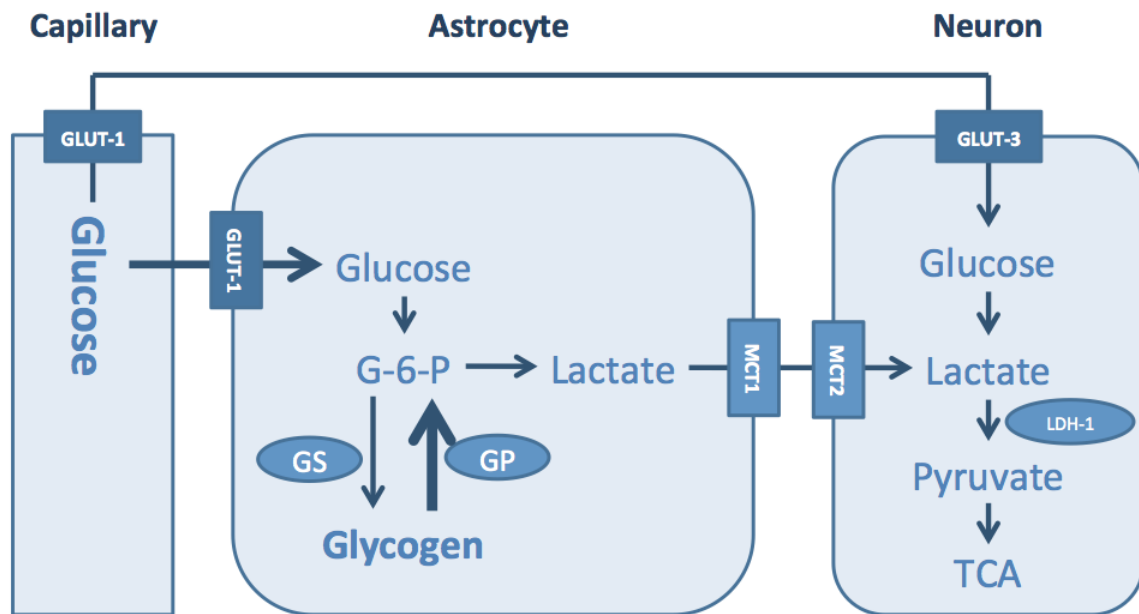 Capillary
Astrocyte
Neuron
GLUT-1
GLUT-3
Glucose
GLUT-1
Glucose
Glucose
G-6-P
Lactate
MCT1
MCT2
Lactate
GS
GP
LDH-1
Glycogen
Pyruvate
TCA